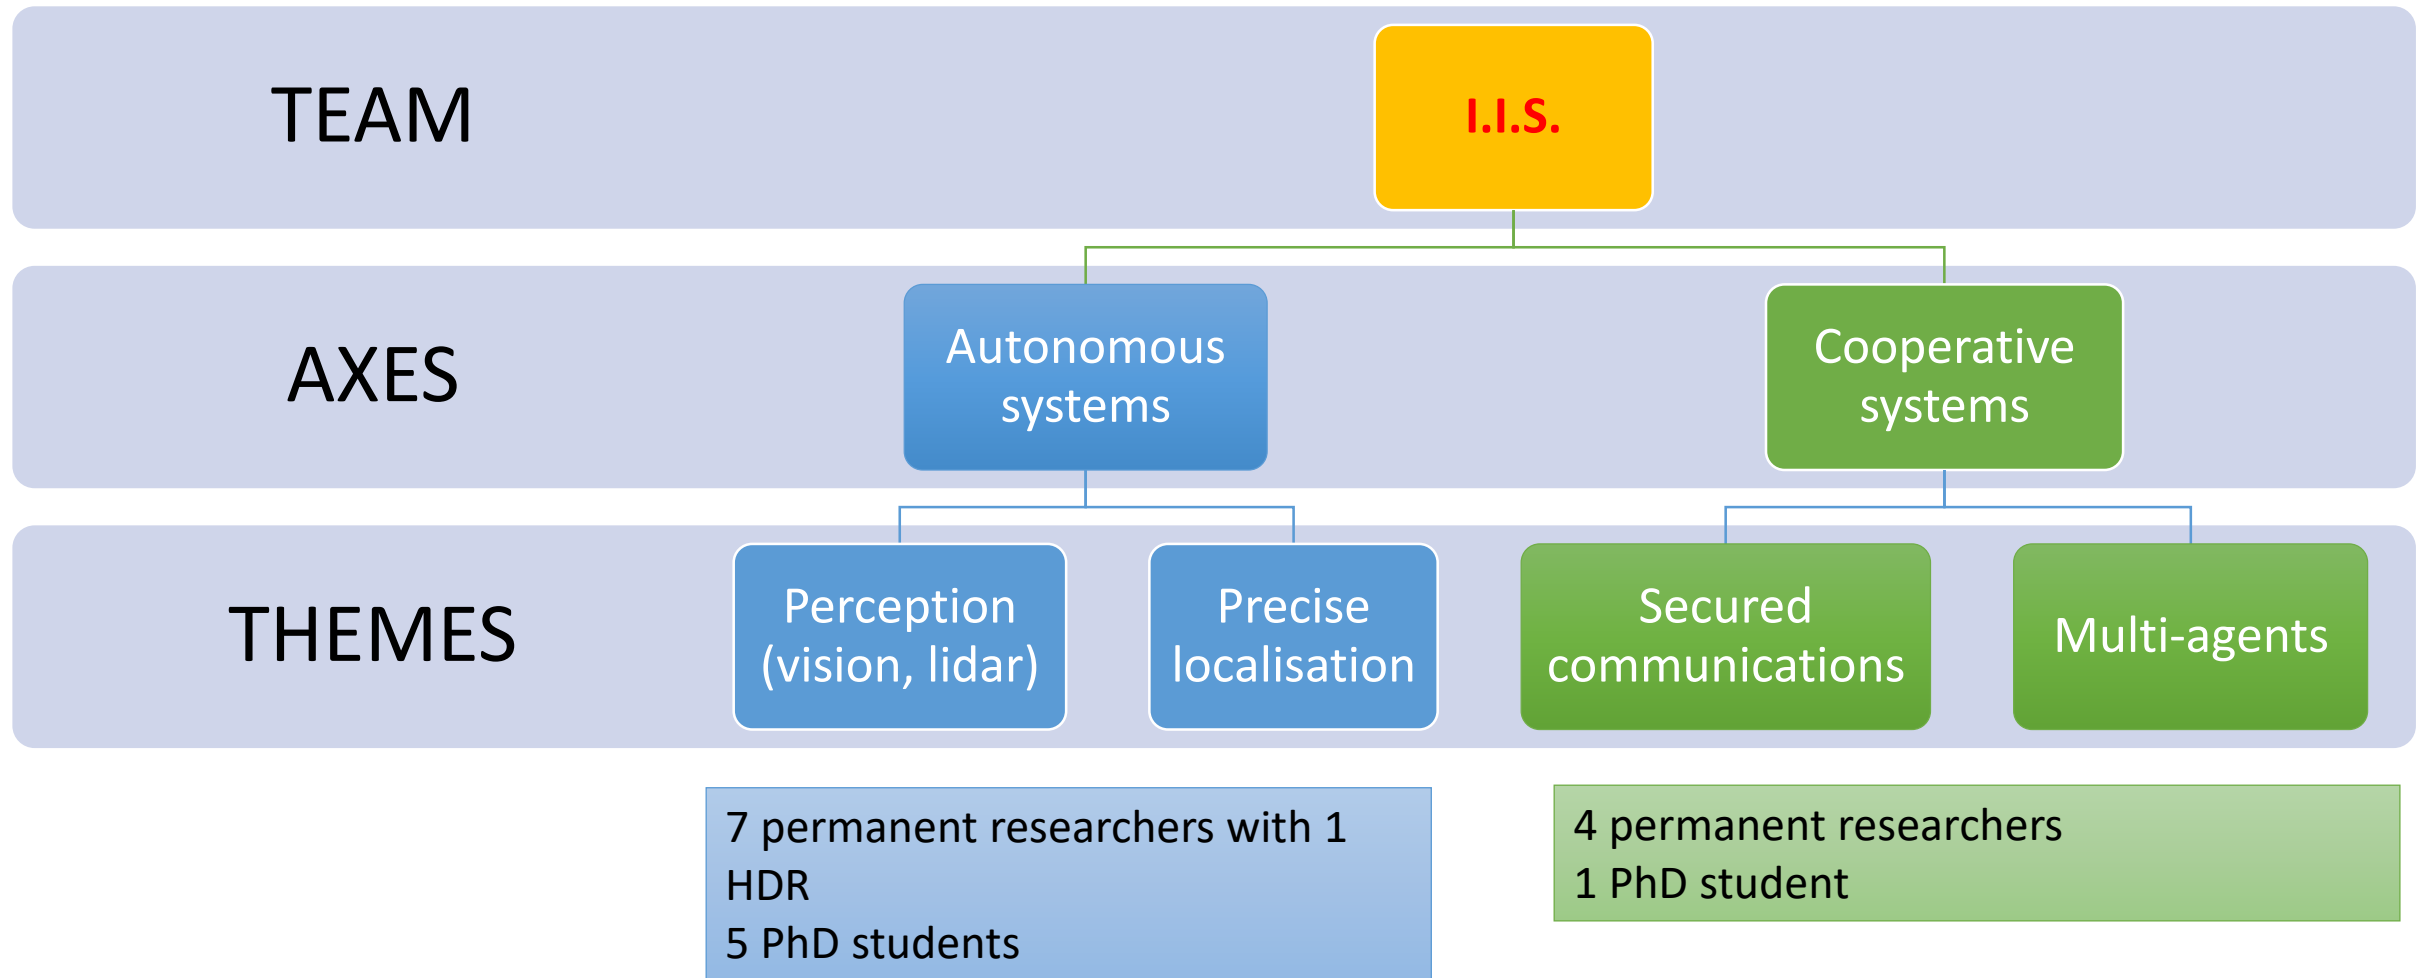 TEAM
I.I.S.
AXES
Autonomous
systems
Cooperative
systems
THEMES
Perception
(vision, lidar)
Precise
localisation
Secured
communications
Multi-agents
7 permanent researchers with 1
HDR
5 PhD students
4 permanent researchers
1 PhD student